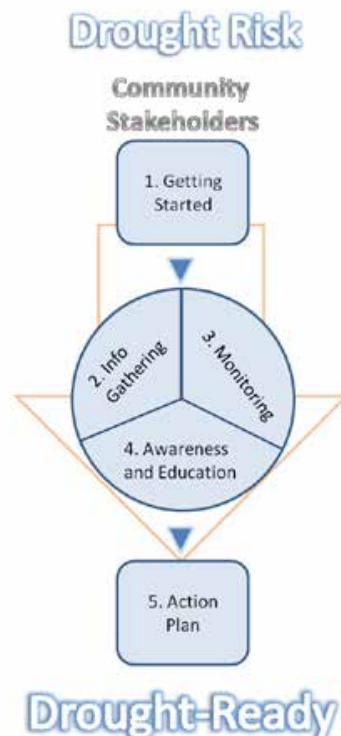 Drought Risk
Community
Stakeholders
1. Getting
Started
2. Info
Gathering
3. Monitoring
4. Awareness
and Education
5. Action
Plan
Drought-Ready